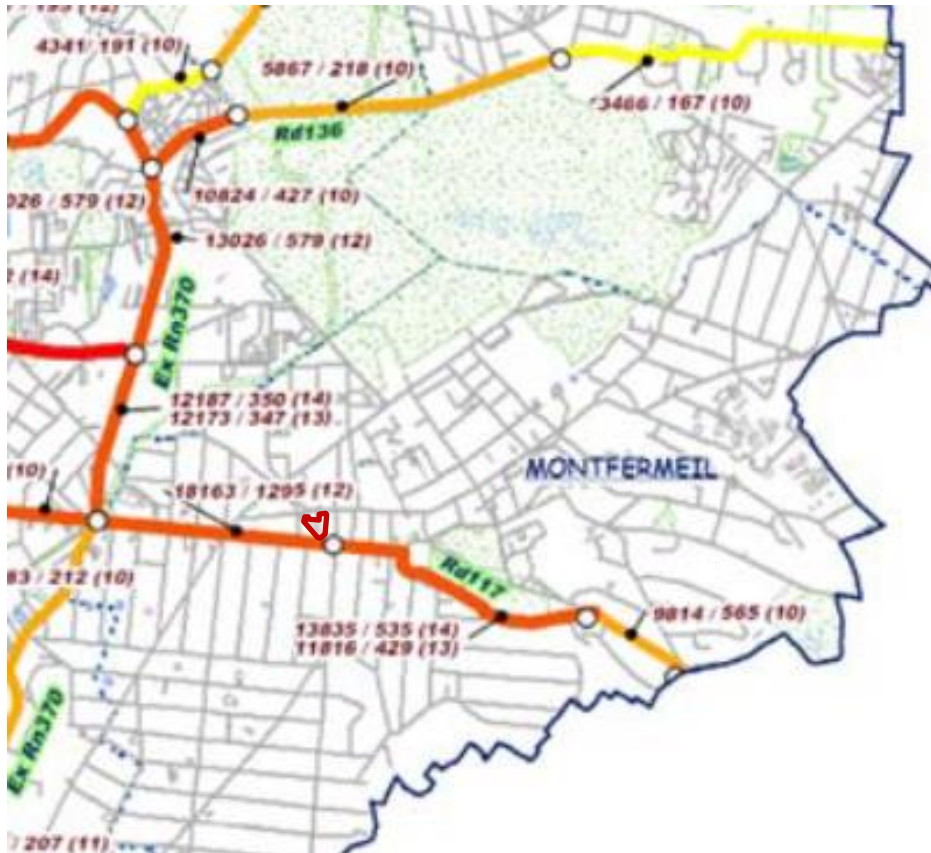 4341/ 191 (10)
5867 / 218 (10)
3466 / 167 (10)
Rd136
026 / 579 (12)
10824 / 427 (10)
13026 / 579 (12)
(14)
Ex Rn370
12187 / 350 (14)
12173 / 347 (13)
(10)
MONTFERMEIL
18163 / 1295 (12)
Rd117
83 / 212 (10)
9814 / 565 (10)
13835 / 535 (14)
11816 / 429 (13)
Ex Rn370
/ 207 (11)